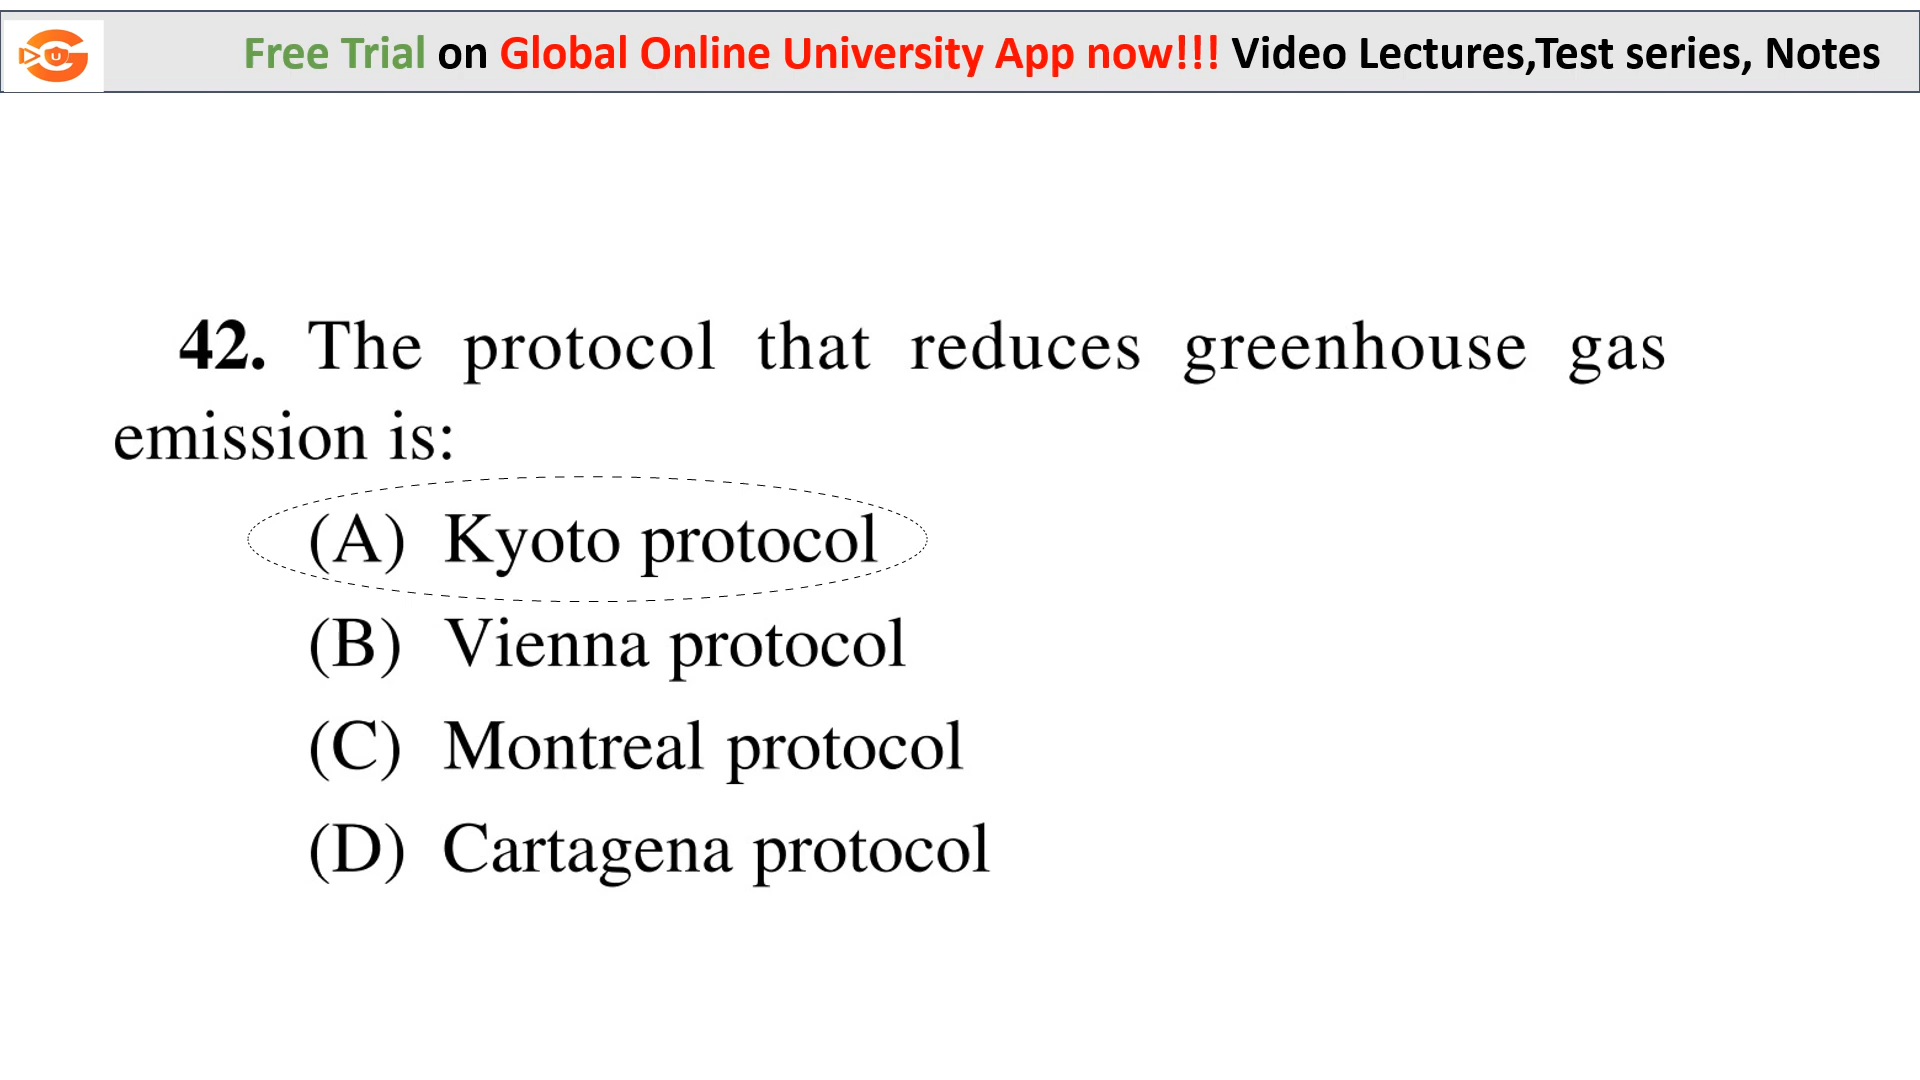 Free Trial on Global Online University App now!!! Video Lectures,Test series, Notes
42. The protocol that reduces greenhouse gas
emission is:
(A) Kyoto protocol
(B) Vienna protocol
(C) Montreal protocol
(D) Cartagena protocol